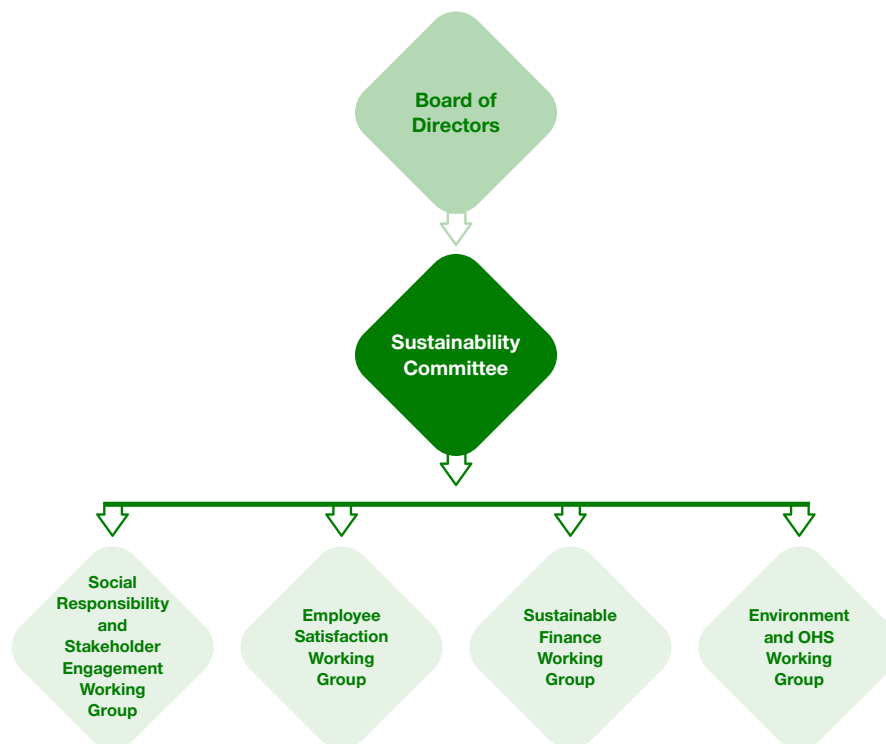 Board of
Directors
Sustainability
Committee
Social
Responsibility
and
Stakeholder
Engagement
Working
Group
Employee
Satisfaction
Working
Group
Sustainable
Finance
Working
Group
Environment
and OHS
Working
Group